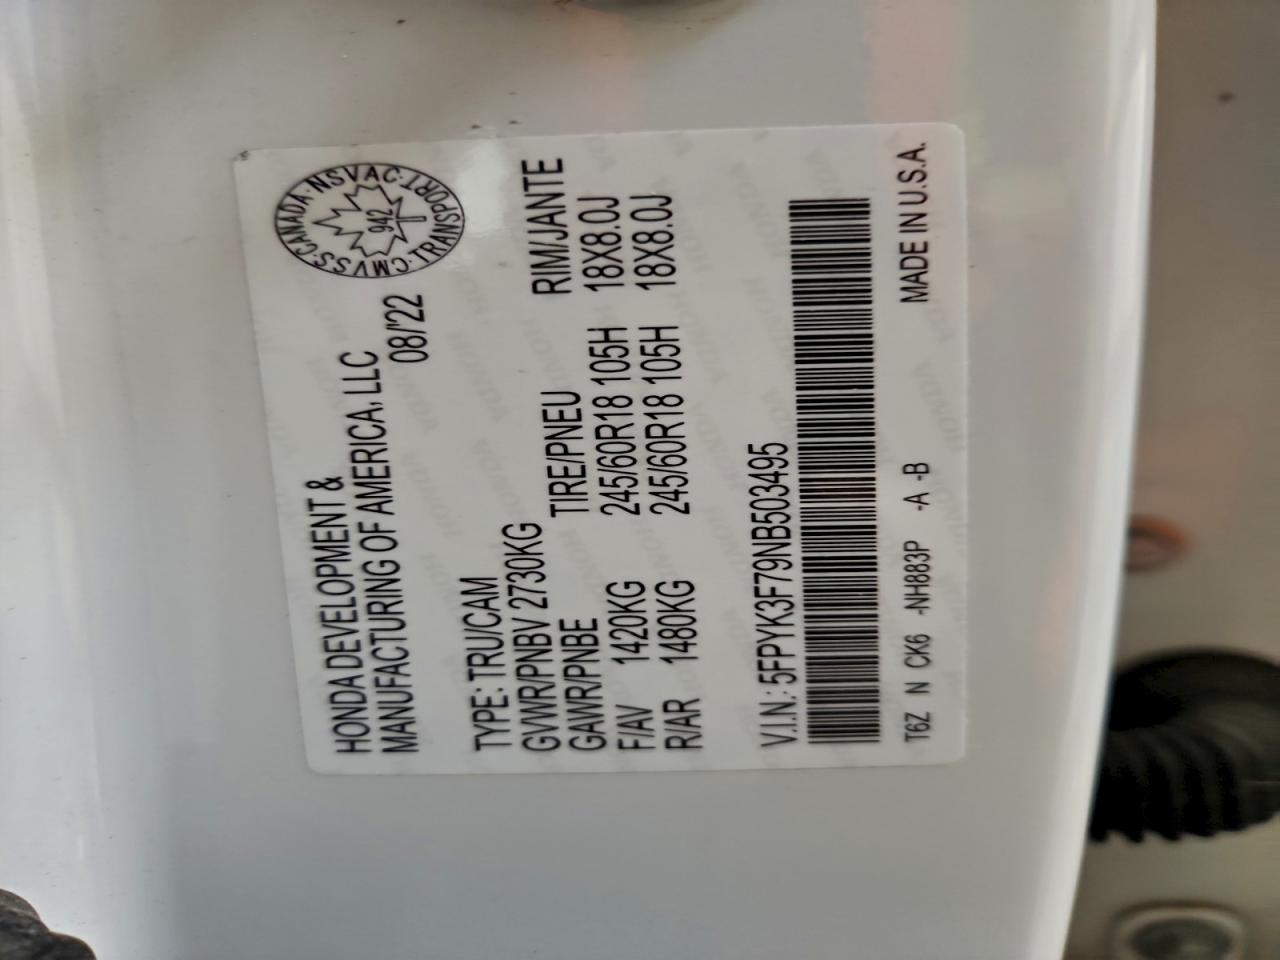 HONDA DEVELOPMENT &
MANUFACTURING OF AMERICA, LLC
08/'22
CANADA · NSVAC · TRANSPORT · CMVSS
942
TYPE: TRU/CAM
GVWR/PNBV 2730KG
GAWR/PNBE TIRE/PNEU RIM/JANTE
F/AV 1420KG 245/60R18 105H 18X8.0J
R/AR 1480KG 245/60R18 105H 18X8.0J
V.I.N.: 5FPYK3F79NB503495
T6Z N CK6 -NH883P -A -B MADE IN U.S.A.